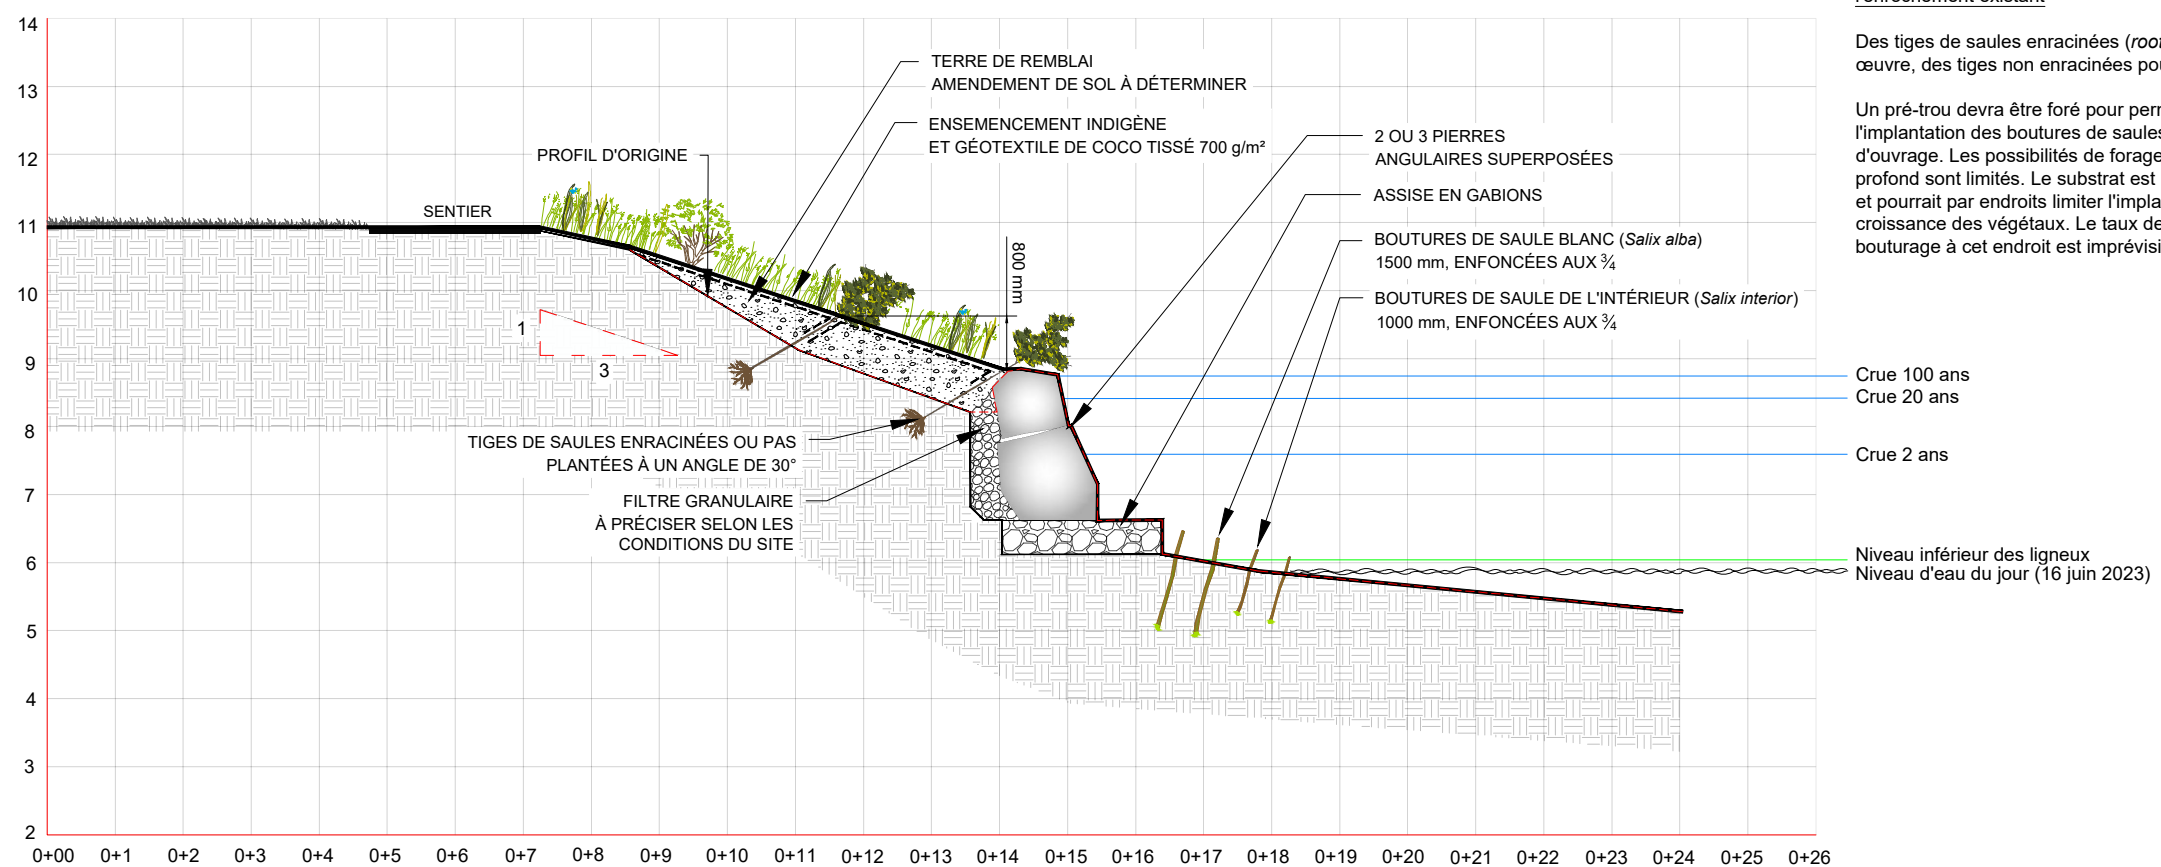 l'enrochement existant
Des tiges de saules enracinées (
œuvre, des tiges non enracinées
Un pré-trou devra être foré pour
l'implantation des boutures de saules
d'ouvrage. Les possibilités de forage
profond sont limités. Le substrat est
et pourrait par endroits limiter
croissance des végétaux. Le taux de
bouturage à cet endroit est
14
13
12
11
10
9
8
7
6
5
4
3
2
TERRE DE REMBLAI
AMENDEMENT DE SOL À DÉTERMINER
ENSEMENCEMENT INDIGÈNE
ET GÉOTEXTILE DE COCO TISSÉ 700 g/m²
PROFIL D'ORIGINE
2 OU 3 PIERRES
ANGULAIRES SUPERPOSÉES
ASSISE EN GABIONS
SENTIER
BOUTURES DE SAULE BLANC (Salix alba)
1500 mm, ENFONCÉES AUX ¾
800 mm
BOUTURES DE SAULE DE L'INTÉRIEUR (Salix interior)
1000 mm, ENFONCÉES AUX ¾
1
3
Crue 100 ans
Crue 20 ans
Crue 2 ans
TIGES DE SAULES ENRACINÉES OU PAS
PLANTÉES À UN ANGLE DE 30°
FILTRE GRANULAIRE
À PRÉCISER SELON LES
CONDITIONS DU SITE
Niveau inférieur des ligneux
Niveau d'eau du jour (16 juin 2023)
0+00 0+1 0+2 0+3 0+4 0+5 0+6 0+7 0+8 0+9 0+10 0+11 0+12 0+13 0+14 0+15 0+16 0+17 0+18 0+19 0+20 0+21 0+22 0+23 0+24 0+25 0+26